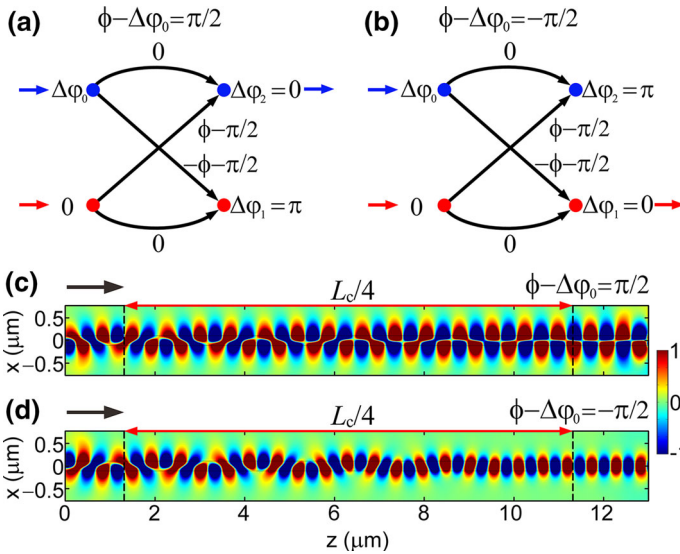 (a) ϕ−Δφ₀=π/2
0
Δφ₀ Δφ₂=0
ϕ−π/2
−ϕ−π/2
0 Δφ₁=π
0
(b) ϕ−Δφ₀=−π/2
0
Δφ₀ Δφ₂=π
ϕ−π/2
−ϕ−π/2
0 Δφ₁=0
0
(c) L_c/4 ϕ−Δφ₀=π/2
x (μm)
0.5
0
−0.5
(d) L_c/4 ϕ−Δφ₀=−π/2
x (μm)
0.5
0
−0.5
0 2 4 6 8 10 12
z (μm)
1
0